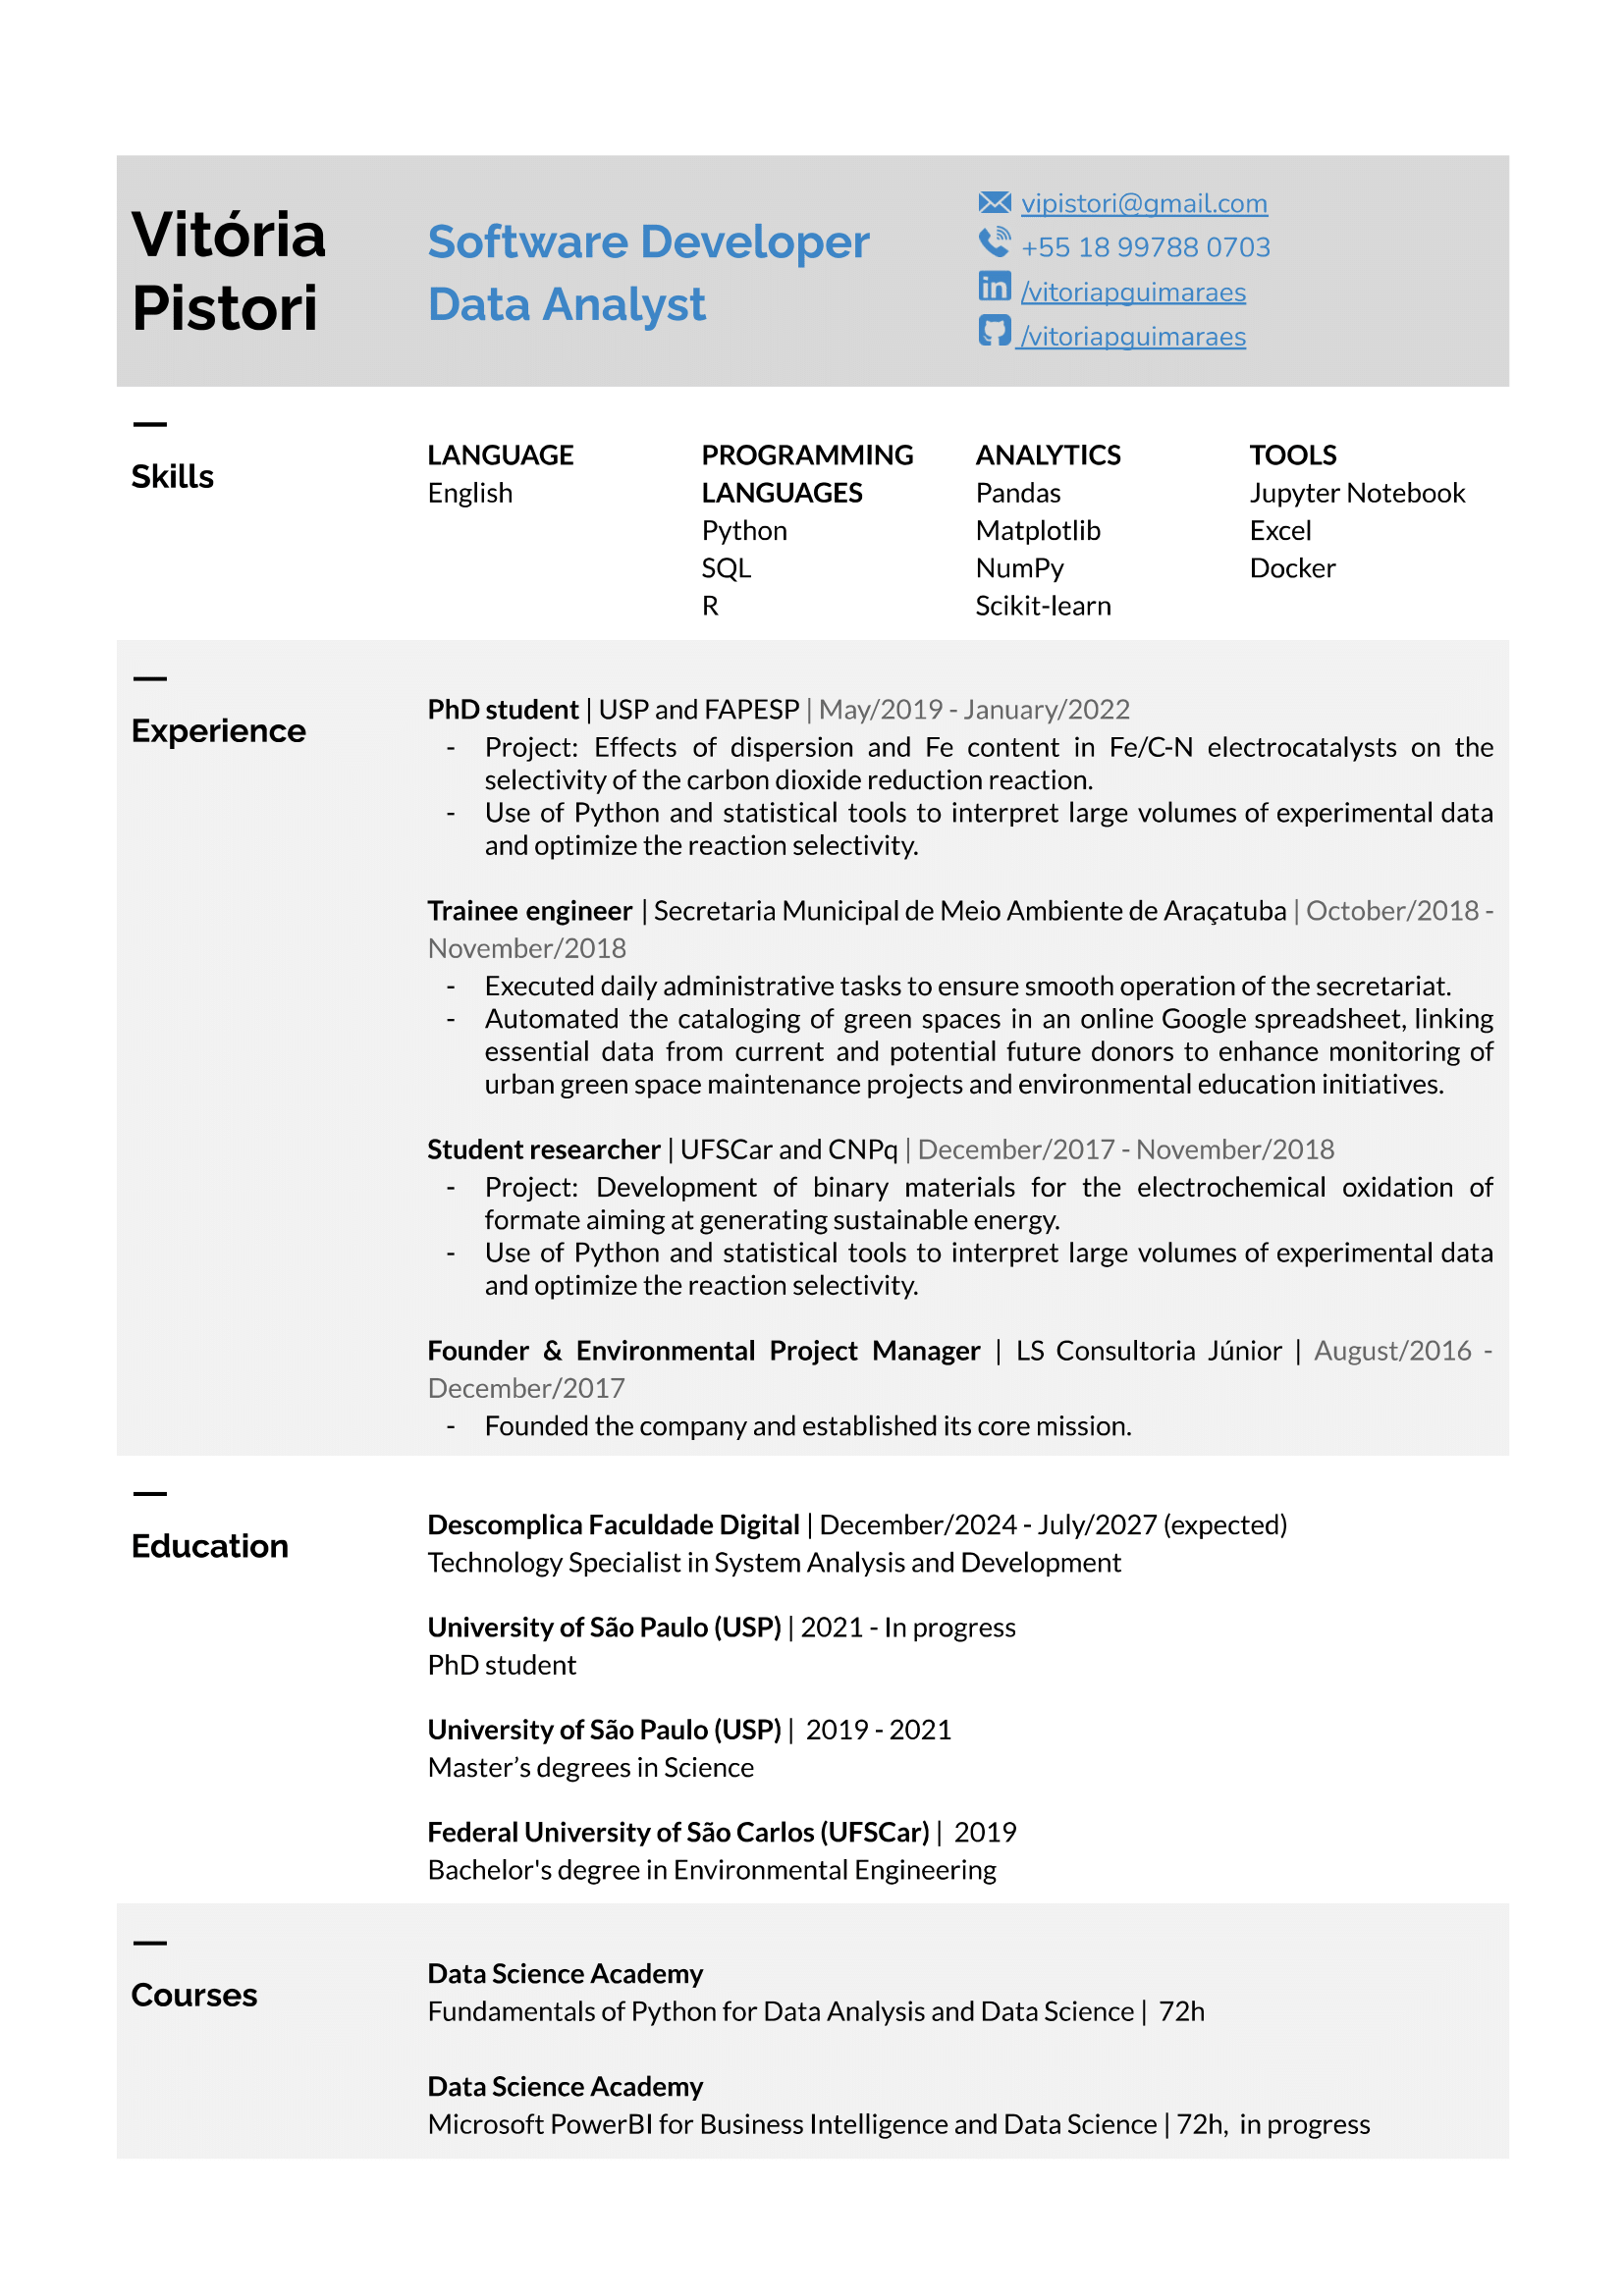 Vitória
Pistori
Software Developer
Data Analyst
vipistori@gmail.com
+55 18 99788 0703
/vitoriapguimaraes
/vitoriapguimaraes
Skills
LANGUAGE
English
PROGRAMMING
LANGUAGES
Python
SQL
R
ANALYTICS
Pandas
Matplotlib
NumPy
Scikit-learn
TOOLS
Jupyter Notebook
Excel
Docker
Experience
PhD student | USP and FAPESP | May/2019 - January/2022
- Project: Effects of dispersion and Fe content in Fe/C-N electrocatalysts on the
selectivity of the carbon dioxide reduction reaction.
- Use of Python and statistical tools to interpret large volumes of experimental data
and optimize the reaction selectivity.
Trainee engineer | Secretaria Municipal de Meio Ambiente de Araçatuba | October/2018 -
November/2018
- Executed daily administrative tasks to ensure smooth operation of the secretariat.
- Automated the cataloging of green spaces in an online Google spreadsheet, linking
essential data from current and potential future donors to enhance monitoring of
urban green space maintenance projects and environmental education initiatives.
Student researcher | UFSCar and CNPq | December/2017 - November/2018
- Project: Development of binary materials for the electrochemical oxidation of
formate aiming at generating sustainable energy.
- Use of Python and statistical tools to interpret large volumes of experimental data
and optimize the reaction selectivity.
Founder & Environmental Project Manager | LS Consultoria Júnior | August/2016 -
December/2017
- Founded the company and established its core mission.
Education
Descomplica Faculdade Digital | December/2024 - July/2027 (expected)
Technology Specialist in System Analysis and Development
University of São Paulo (USP) | 2021 - In progress
PhD student
University of São Paulo (USP) | 2019 - 2021
Master’s degrees in Science
Federal University of São Carlos (UFSCar) | 2019
Bachelor's degree in Environmental Engineering
Courses
Data Science Academy
Fundamentals of Python for Data Analysis and Data Science | 72h
Data Science Academy
Microsoft PowerBI for Business Intelligence and Data Science | 72h, in progress